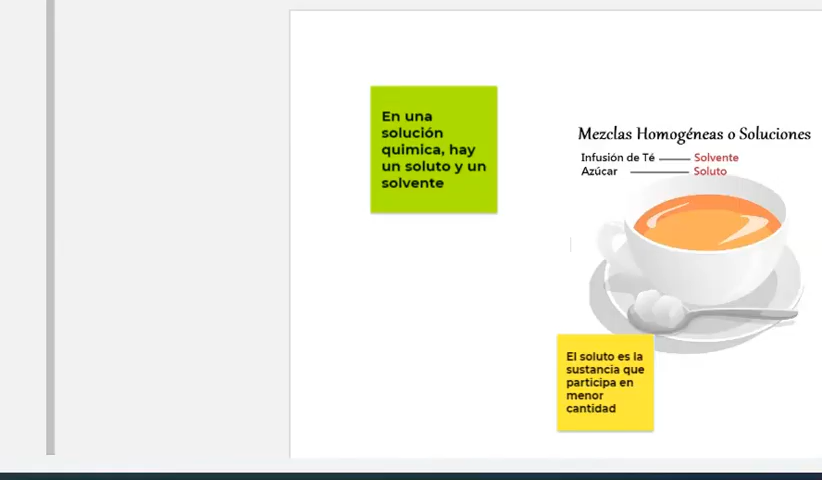 En una
solución
quimica, hay
un soluto y un
solvente
Mezclas Homogéneas o Soluciones
Infusión de Té Solvente
Azúcar Soluto
El soluto es la
sustancia que
participa en
menor
cantidad